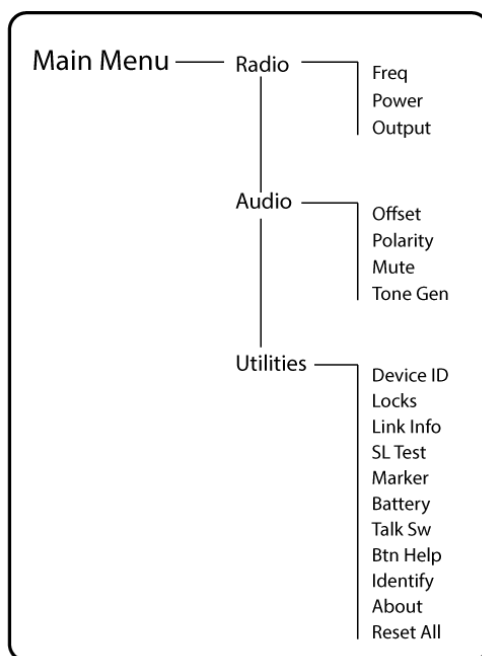 Main Menu
Radio
Freq
Power
Output
Audio
Offset
Polarity
Mute
Tone Gen
Utilities
Device ID
Locks
Link Info
SL Test
Marker
Battery
Talk Sw
Btn Help
Identify
About
Reset All